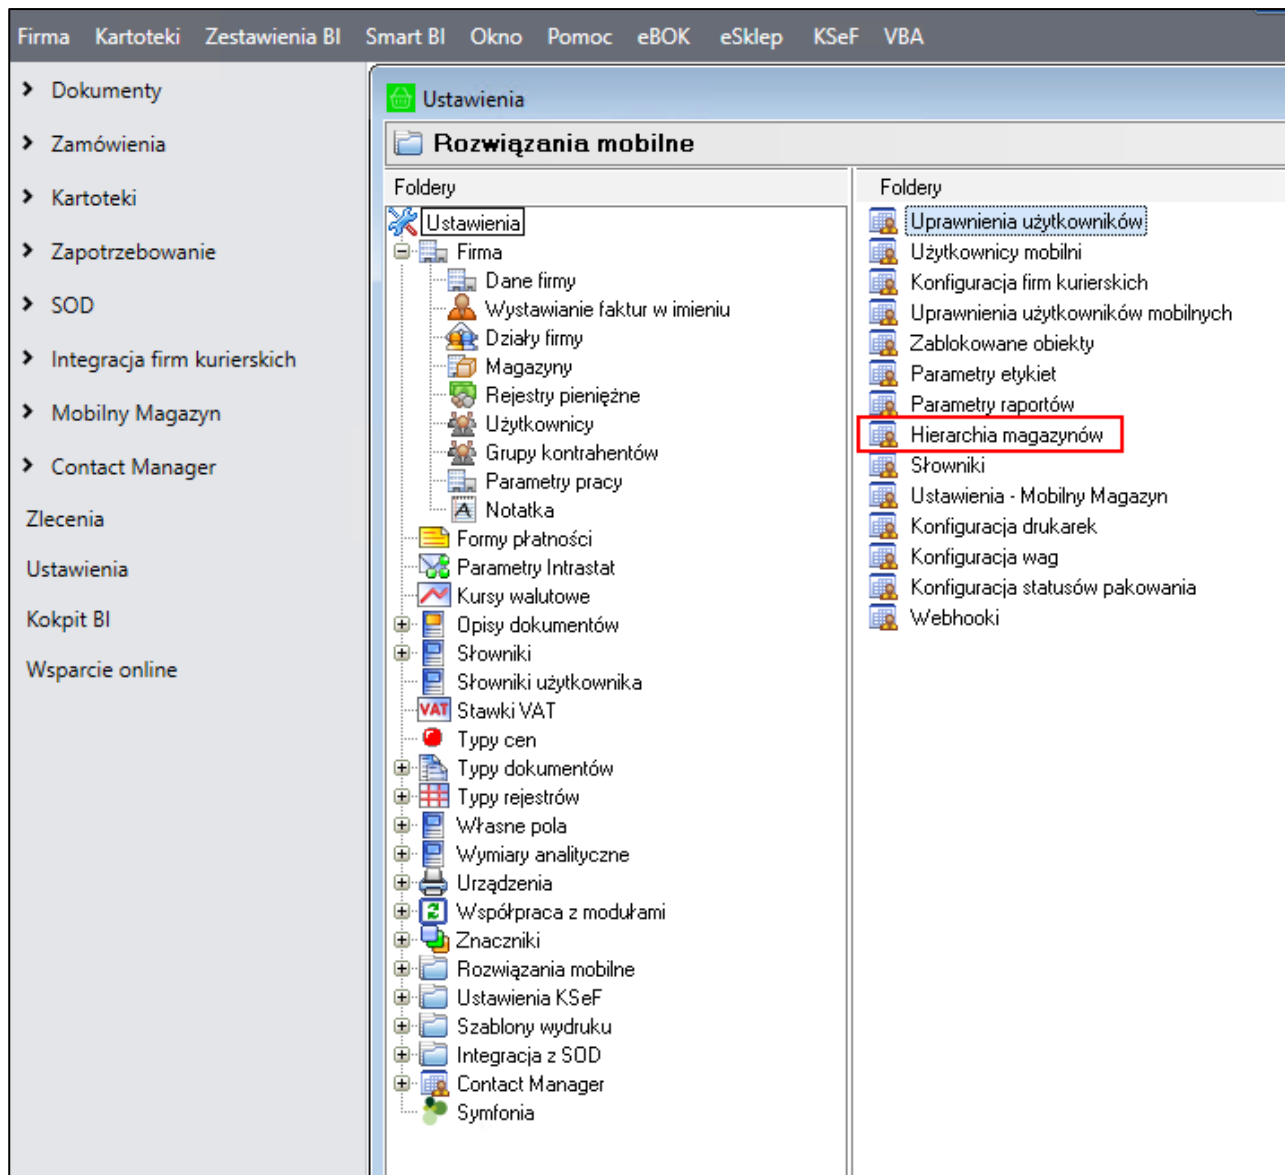 Firma Kartoteki Zestawienia BI Smart BI Okno Pomoc eBOK eSklep KSeF VBA
Dokumenty
Zamówienia
Kartoteki
Zapotrzebowanie
SOD
Integracja firm kurierskich
Mobilny Magazyn
Contact Manager
Zlecenia
Ustawienia
Kokpit BI
Wsparcie online
Ustawienia
Rozwiązania mobilne
Foldery
Ustawienia
Firma
Dane firmy
Wystawianie faktur w imieniu
Działy firmy
Magazyny
Rejestry pieniężne
Użytkownicy
Grupy kontrahentów
Parametry pracy
Notatka
Formy płatności
Parametry Intrastat
Kursy walutowe
Opisy dokumentów
Słowniki
Słowniki użytkownika
VAT Stawki VAT
Typy cen
Typy dokumentów
Typy rejestrów
Własne pola
Wymiary analityczne
Urządzenia
Współpraca z modułami
Znaczniki
Rozwiązania mobilne
Ustawienia KSeF
Szablony wydruku
Integracja z SOD
Contact Manager
Symfonia
Foldery
Uprawnienia użytkowników
Użytkownicy mobilni
Konfiguracja firm kurierskich
Uprawnienia użytkowników mobilnych
Zablokowane obiekty
Parametry etykiet
Parametry raportów
Hierarchia magazynów
Słowniki
Ustawienia - Mobilny Magazyn
Konfiguracja drukarek
Konfiguracja wag
Konfiguracja statusów pakowania
Webhooki